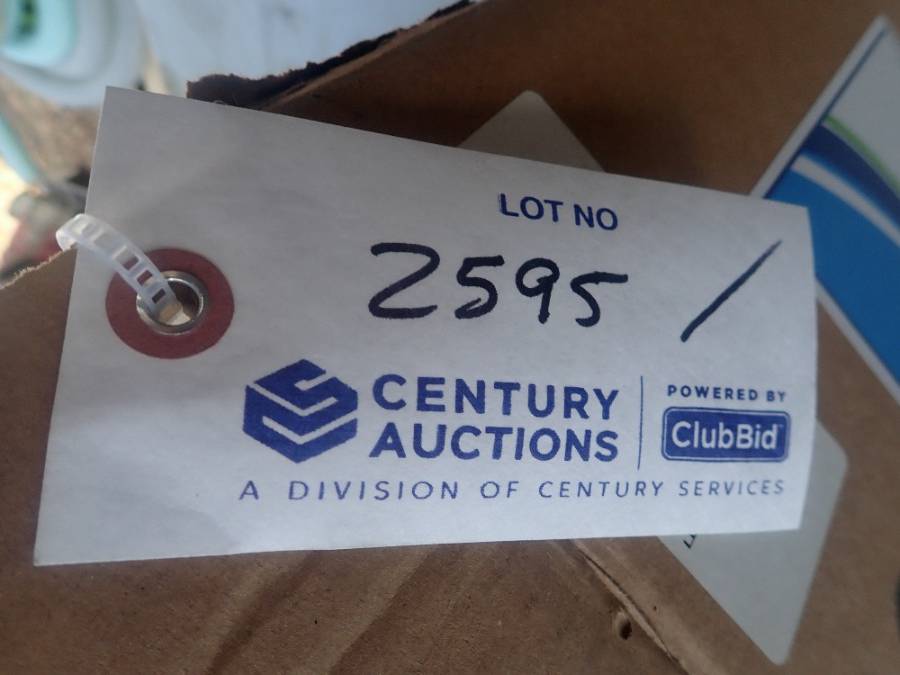 LOT NO
2595 /
CENTURY
AUCTIONS
POWERED BY
ClubBid
A DIVISION OF CENTURY SERVICES